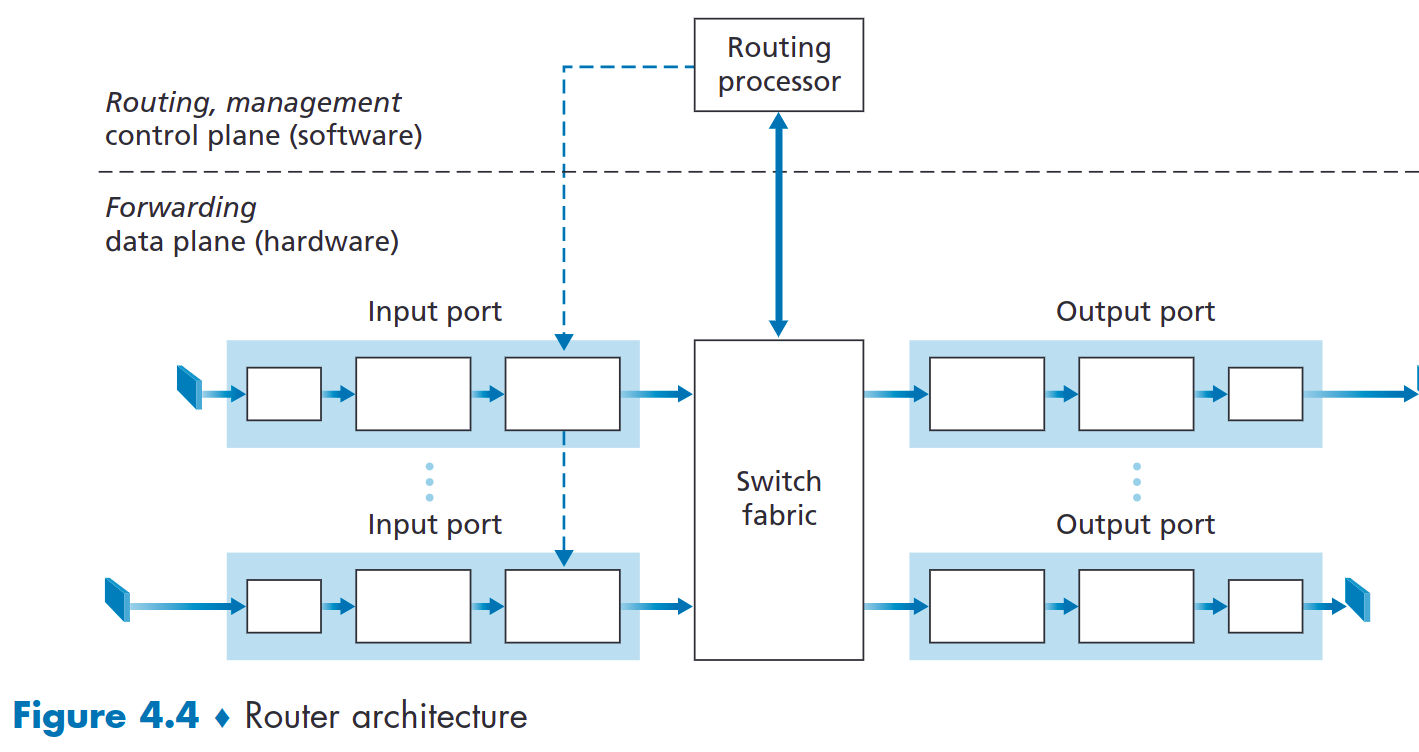 Routing
processor
Routing, management
control plane (software)
Forwarding
data plane (hardware)
Input port
Output port
Switch
fabric
Input port
Output port
Figure 4.4 ♦ Router architecture